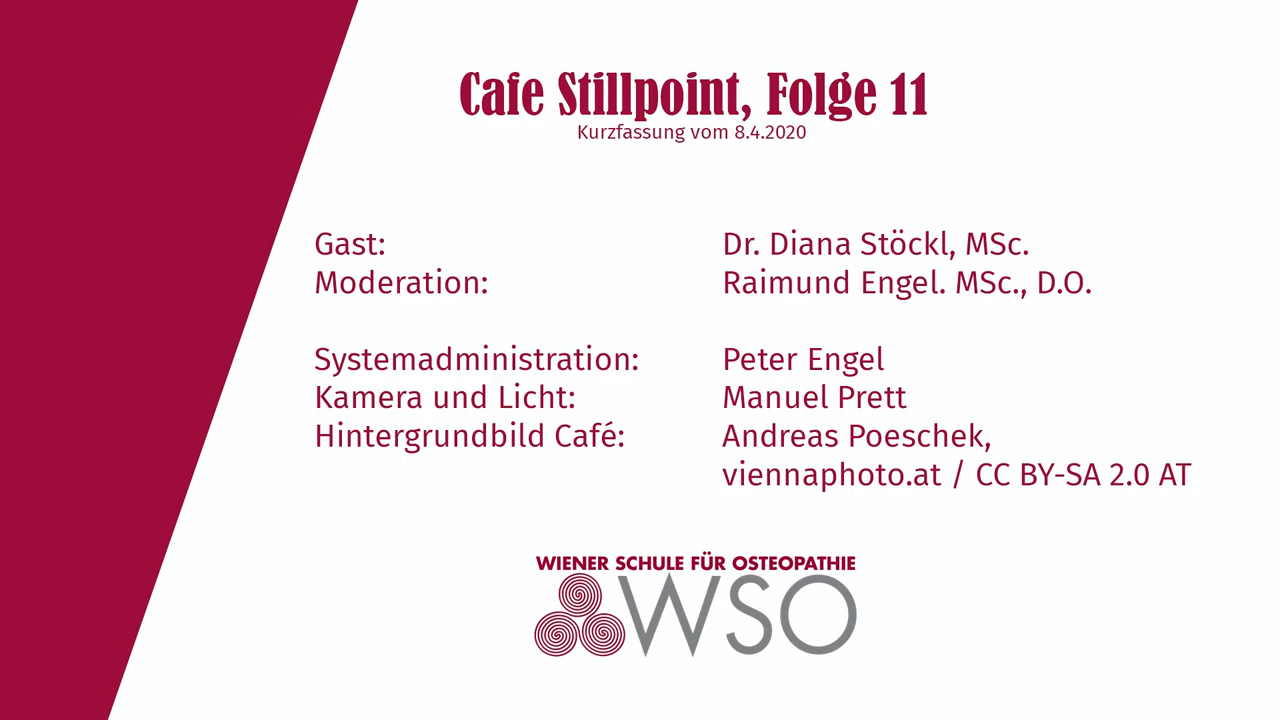 Cafe Stillpoint, Folge 11
Kurzfassung vom 8.4.2020
Gast: Dr. Diana Stöckl, MSc.
Moderation: Raimund Engel. MSc., D.O.
Systemadministration: Peter Engel
Kamera und Licht: Manuel Prett
Hintergrundbild Café: Andreas Poeschek,
viennaphoto.at / CC BY-SA 2.0 AT
WIENER SCHULE FÜR OSTEOPATHIE
WSO